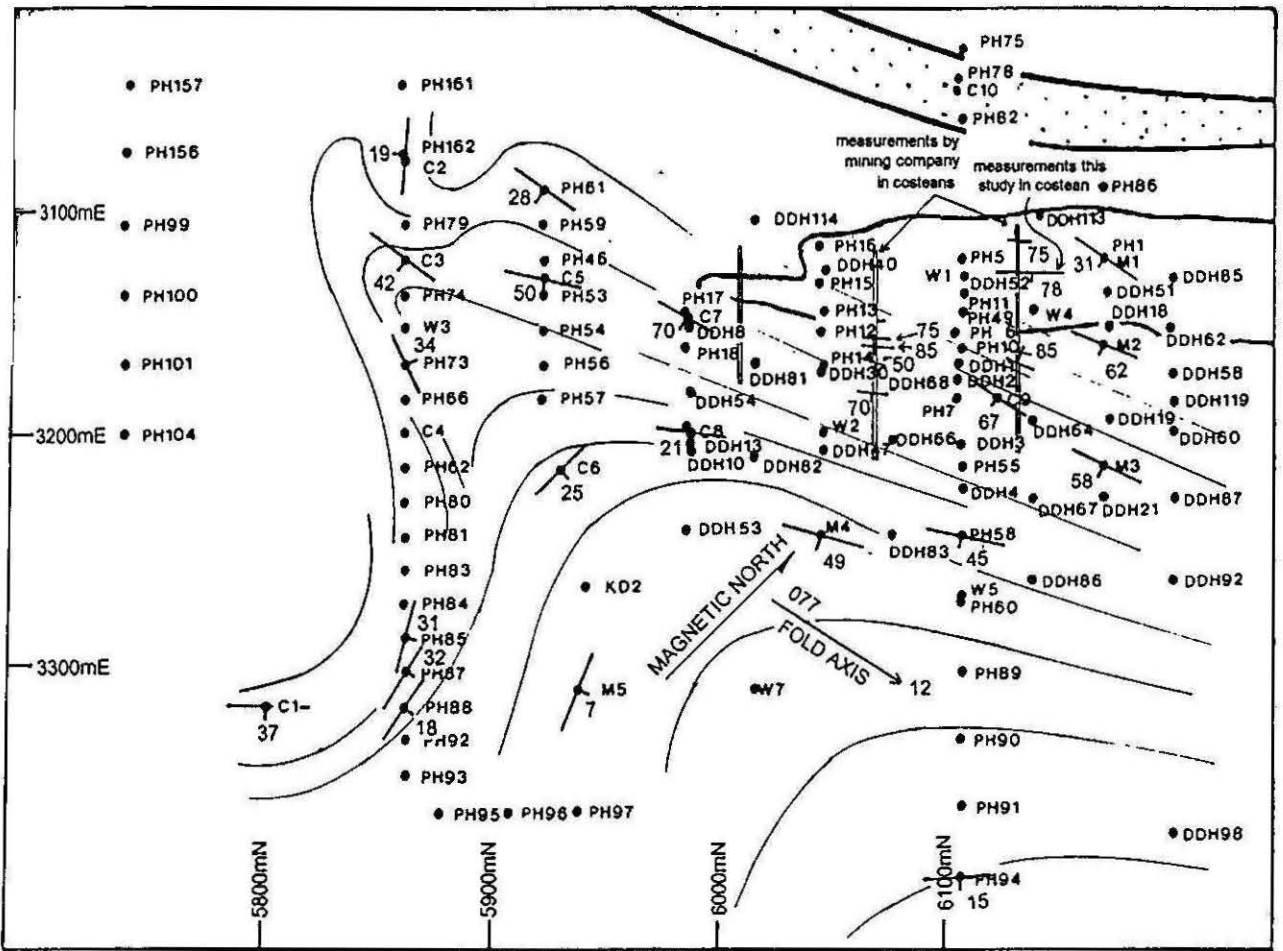 PH75
PH157
PH161
PH78
C10
PH82
measurements by
mining company
in costeans
measurements this
study in costean
PH156
19
PH162
C2
28
PH61
PH86
3100mE
PH99
PH79
PH59
DDH114
DDH113
C3
42
PH46
C5
50
PH53
PH16
DDH40
PH15
PH5
W1
DDH52
75
78
PH1
31
M1
DDH85
PH100
PH74
PH17
C7
70
DDH8
PH13
PH11
PH49
W4
DDH51
DDH18
W3
34
PH54
PH12
75
85
50
PH 6
PH10
85
M2
62
DDH62
PH101
PH73
PH56
PH18
DDH81
PH14
DDH30
DDH68
DDH1
DDH2
DDH58
PH66
PH57
DDH54
70
PH7
C9
67
DDH119
3200mE
PH104
C4
C8
21
DDH13
DDH10
W2
DDH82
DDH66
DDH3
DDH64
DDH19
DDH60
PH62
C6
25
PH55
M3
58
PH80
DDH4
DDH67
DDH21
DDH87
PH81
DDH53
M4
49
DDH83
PH58
45
PH83
KD2
DDH86
DDH92
MAGNETIC NORTH
077
FOLD AXIS
12
W5
PH60
PH84
31
PH85
32
3300mE
PH87
M5
7
W7
PH89
C1
37
PH88
18
PH92
PH90
PH93
PH95
PH96
PH97
PH91
DDH98
PH94
15
5800mN
5900mN
6000mN
6100mN